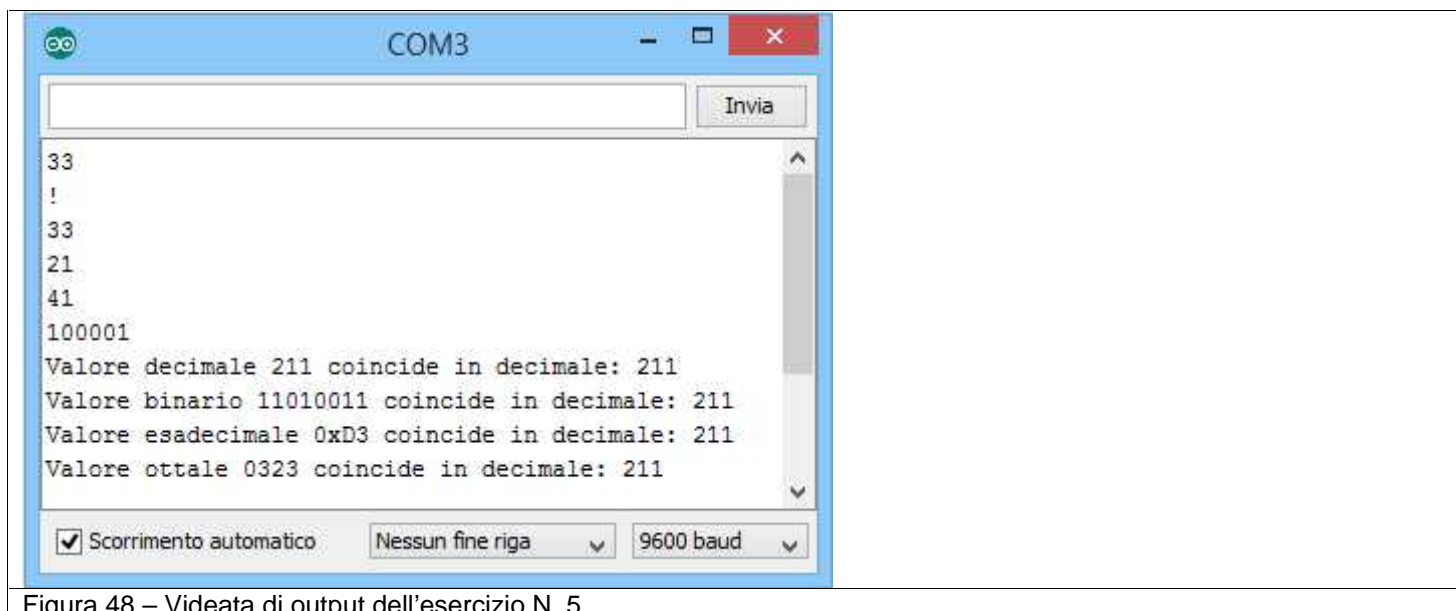 COM3
Invia
33
!
33
21
41
100001
Valore decimale 211 coincide in decimale: 211
Valore binario 11010011 coincide in decimale: 211
Valore esadecimale 0xD3 coincide in decimale: 211
Valore ottale 0323 coincide in decimale: 211
Scorrimento automatico Nessun fine riga 9600 baud
Figura 48 – Videata di output dell'esercizio N. 5